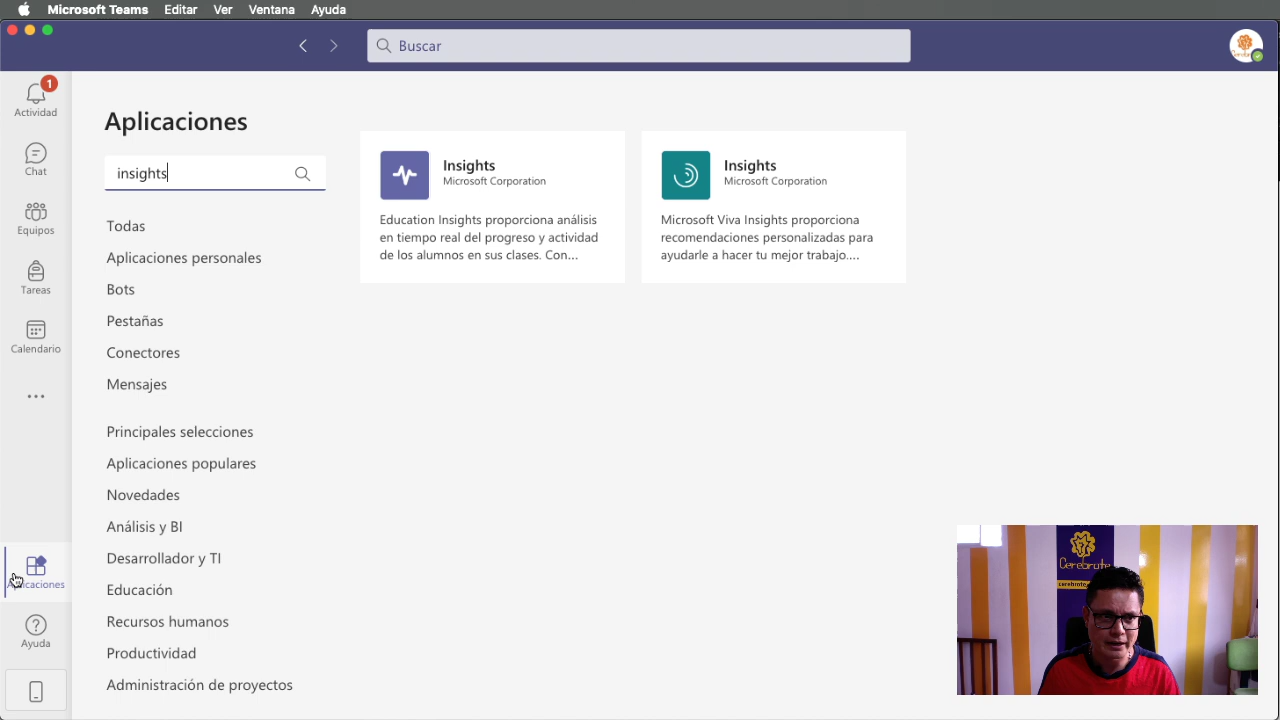 Microsoft Teams Editar Ver Ventana Ayuda
Buscar
1
Actividad
Chat
Equipos
Tareas
Calendario
Aplicaciones
Ayuda
Aplicaciones
insights
Todas
Aplicaciones personales
Bots
Pestañas
Conectores
Mensajes
Principales selecciones
Aplicaciones populares
Novedades
Análisis y BI
Desarrollador y TI
Educación
Recursos humanos
Productividad
Administración de proyectos
Insights
Microsoft Corporation
Education Insights proporciona análisis
en tiempo real del progreso y actividad
de los alumnos en sus clases. Con...
Insights
Microsoft Corporation
Microsoft Viva Insights proporciona
recomendaciones personalizadas para
ayudarle a hacer tu mejor trabajo....
Cerebrote